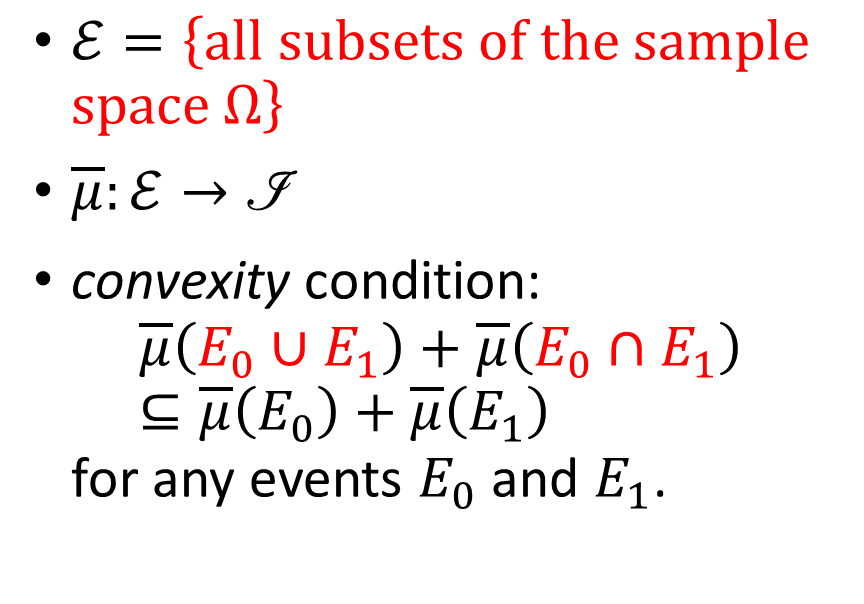 • ℰ = {all subsets of the sample
space Ω}
• μ̅: ℰ → ℐ
• convexity condition:
μ̅(E₀ ∪ E₁) + μ̅(E₀ ∩ E₁)
⊆ μ̅(E₀) + μ̅(E₁)
for any events E₀ and E₁.